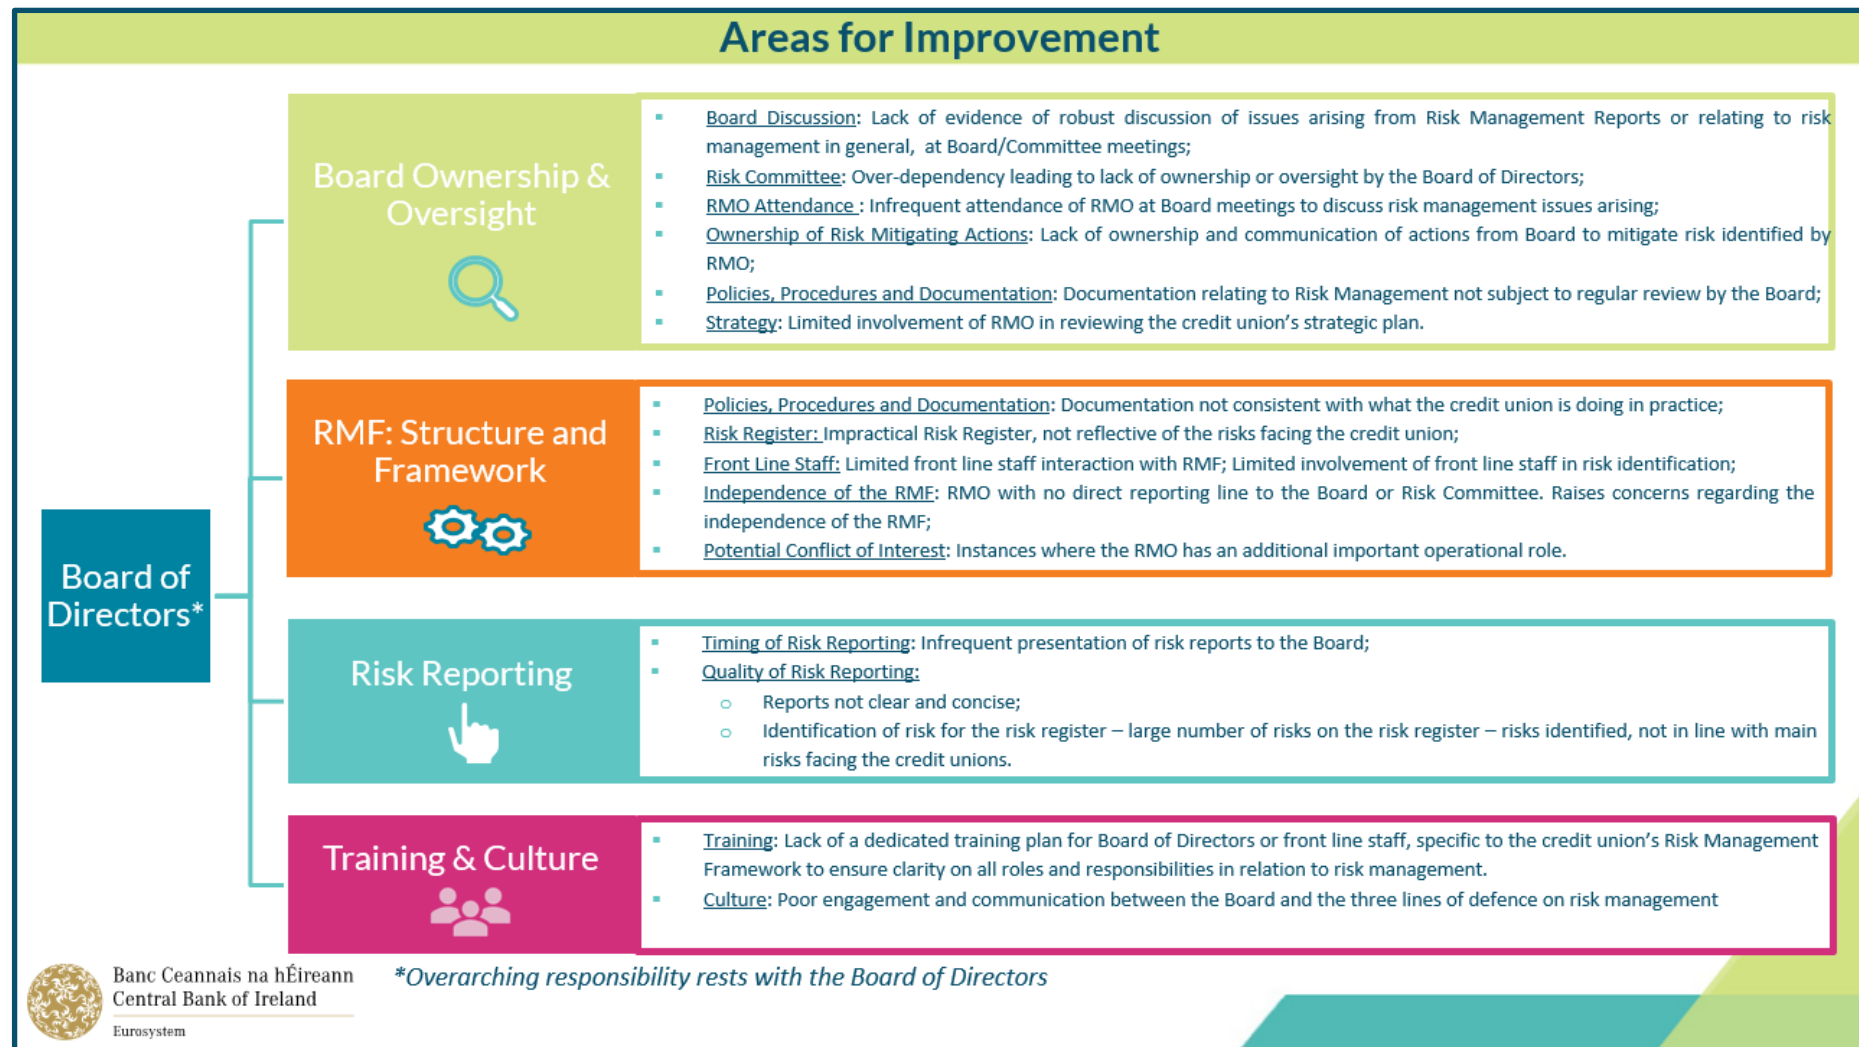 Areas for Improvement
Board of
Directors*
Board Ownership &
Oversight
▪ Board Discussion: Lack of evidence of robust discussion of issues arising from Risk Management Reports or relating to risk
management in general, at Board/Committee meetings;
▪ Risk Committee: Over-dependency leading to lack of ownership or oversight by the Board of Directors;
▪ RMO Attendance : Infrequent attendance of RMO at Board meetings to discuss risk management issues arising;
▪ Ownership of Risk Mitigating Actions: Lack of ownership and communication of actions from Board to mitigate risk identified by
RMO;
▪ Policies, Procedures and Documentation: Documentation relating to Risk Management not subject to regular review by the Board;
▪ Strategy: Limited involvement of RMO in reviewing the credit union's strategic plan.
RMF: Structure and
Framework
▪ Policies, Procedures and Documentation: Documentation not consistent with what the credit union is doing in practice;
▪ Risk Register: Impractical Risk Register, not reflective of the risks facing the credit union;
▪ Front Line Staff: Limited front line staff interaction with RMF; Limited involvement of front line staff in risk identification;
▪ Independence of the RMF: RMO with no direct reporting line to the Board or Risk Committee. Raises concerns regarding the
independence of the RMF;
▪ Potential Conflict of Interest: Instances where the RMO has an additional important operational role.
Risk Reporting
▪ Timing of Risk Reporting: Infrequent presentation of risk reports to the Board;
▪ Quality of Risk Reporting:
o Reports not clear and concise;
o Identification of risk for the risk register – large number of risks on the risk register – risks identified, not in line with main
risks facing the credit unions.
Training & Culture
▪ Training: Lack of a dedicated training plan for Board of Directors or front line staff, specific to the credit union's Risk Management
Framework to ensure clarity on all roles and responsibilities in relation to risk management.
▪ Culture: Poor engagement and communication between the Board and the three lines of defence on risk management
*Overarching responsibility rests with the Board of Directors
Banc Ceannais na hÉireann
Central Bank of Ireland
Eurosystem